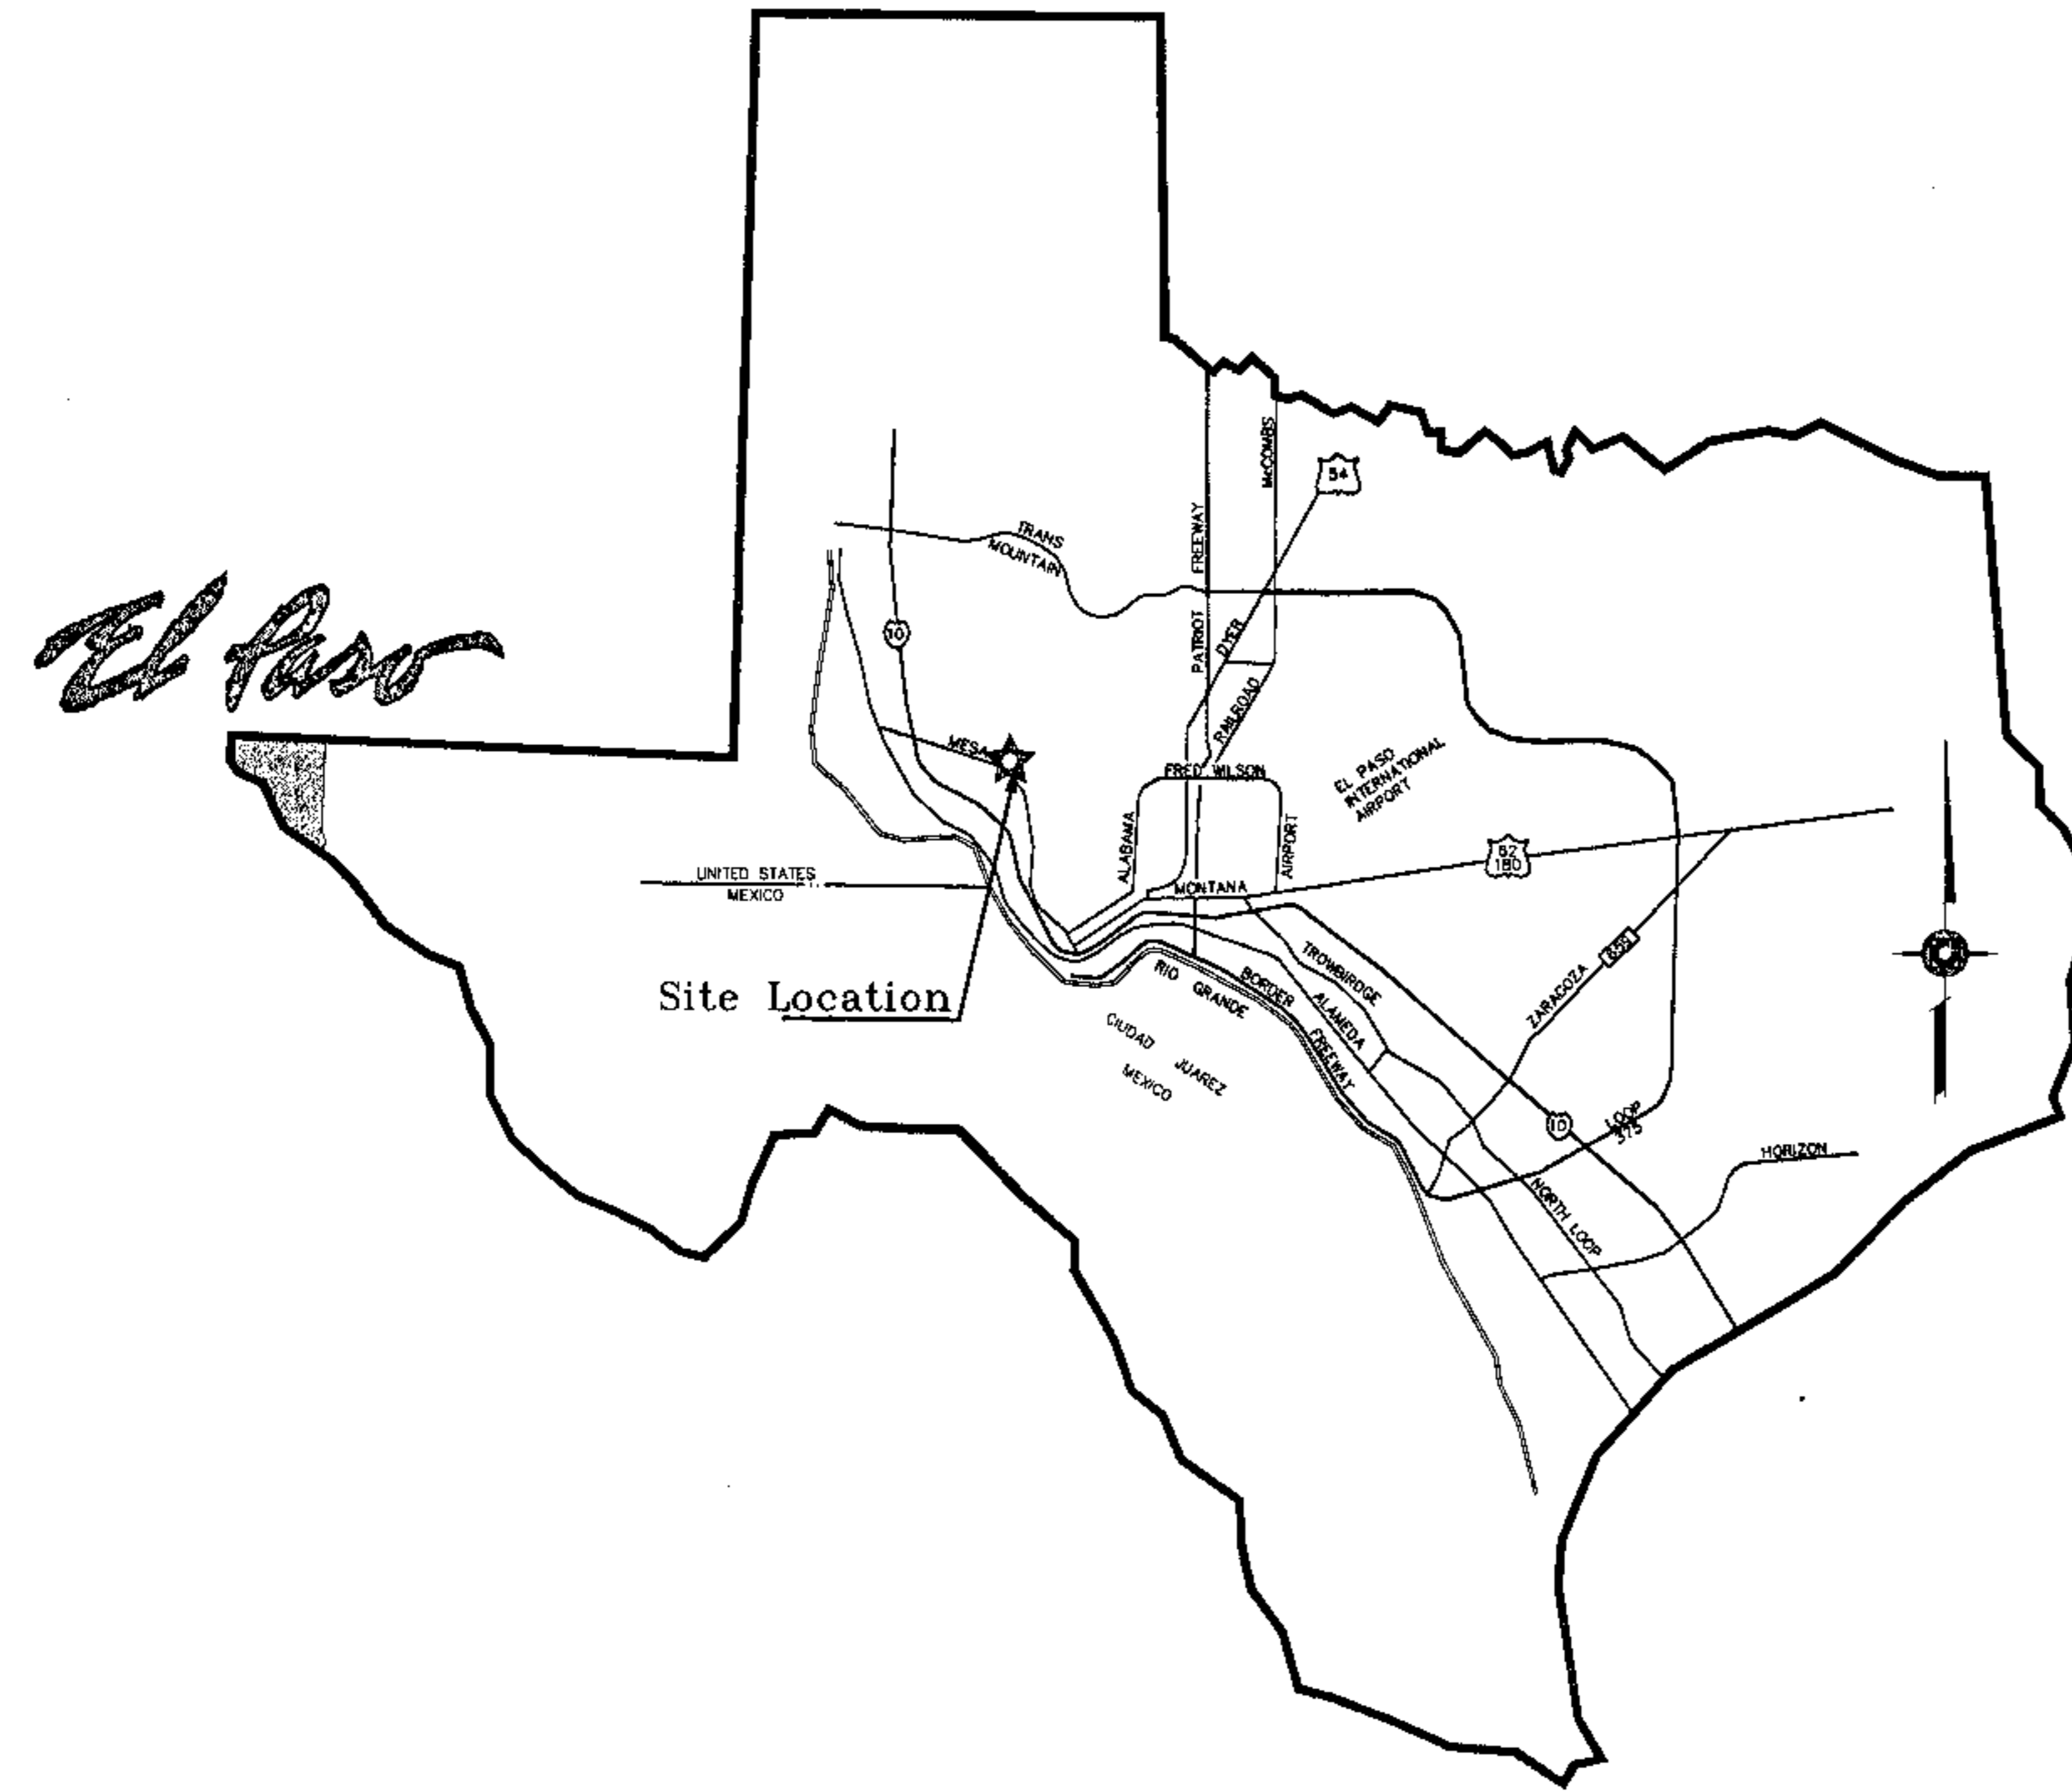 El Paso
McCOMBS
54
TRANS
MOUNTAIN
PATRIOT FREEWAY
10
DYER
RAILROAD
MESA
FRED WILSON
EL PASO
INTERNATIONAL
AIRPORT
ALABAMA
AIRPORT
62
180
UNITED STATES
MEXICO
MONTANA
TROWBIRDGE
ZARAGOZA
Site Location
RIO GRANDE
BORDER FREEWAY
ALAMEDA
CIUDAD JUAREZ
MEXICO
10
LOOP
375
HORIZON
NORTH LOOP